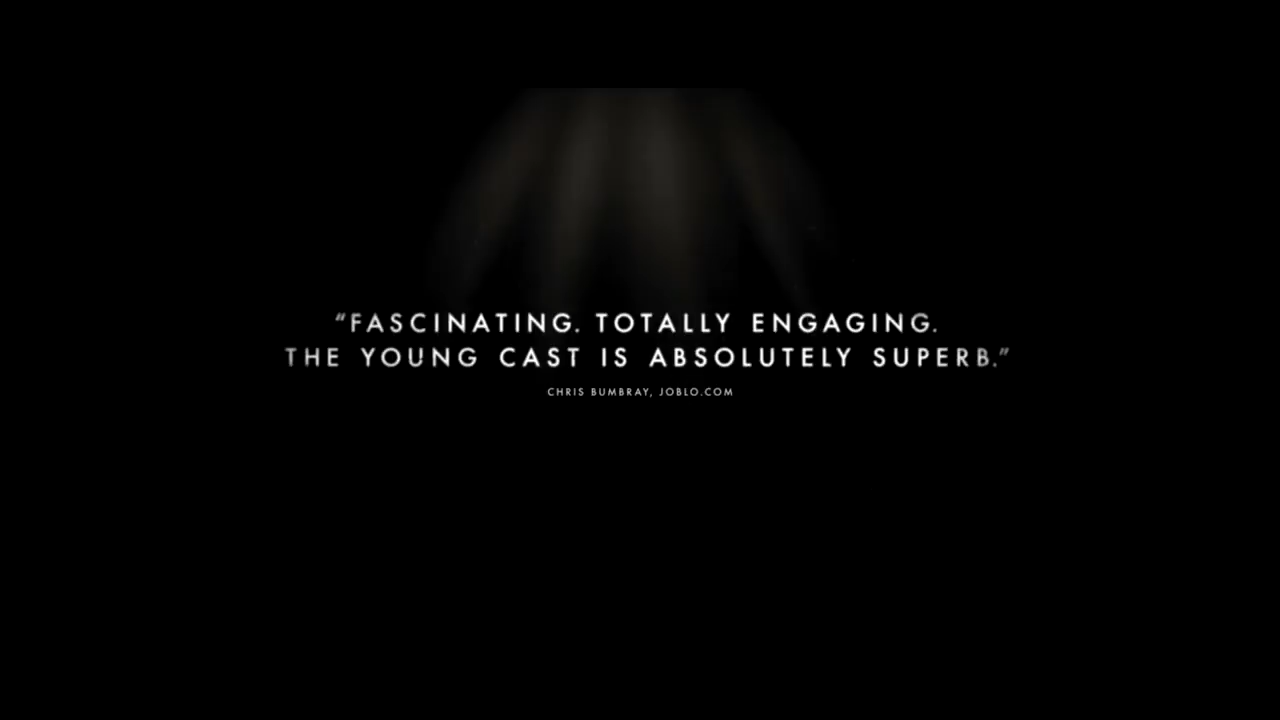 “FASCINATING. TOTALLY ENGAGING.
THE YOUNG CAST IS ABSOLUTELY SUPERB.”
CHRIS BUMBRAY, JOBLO.COM